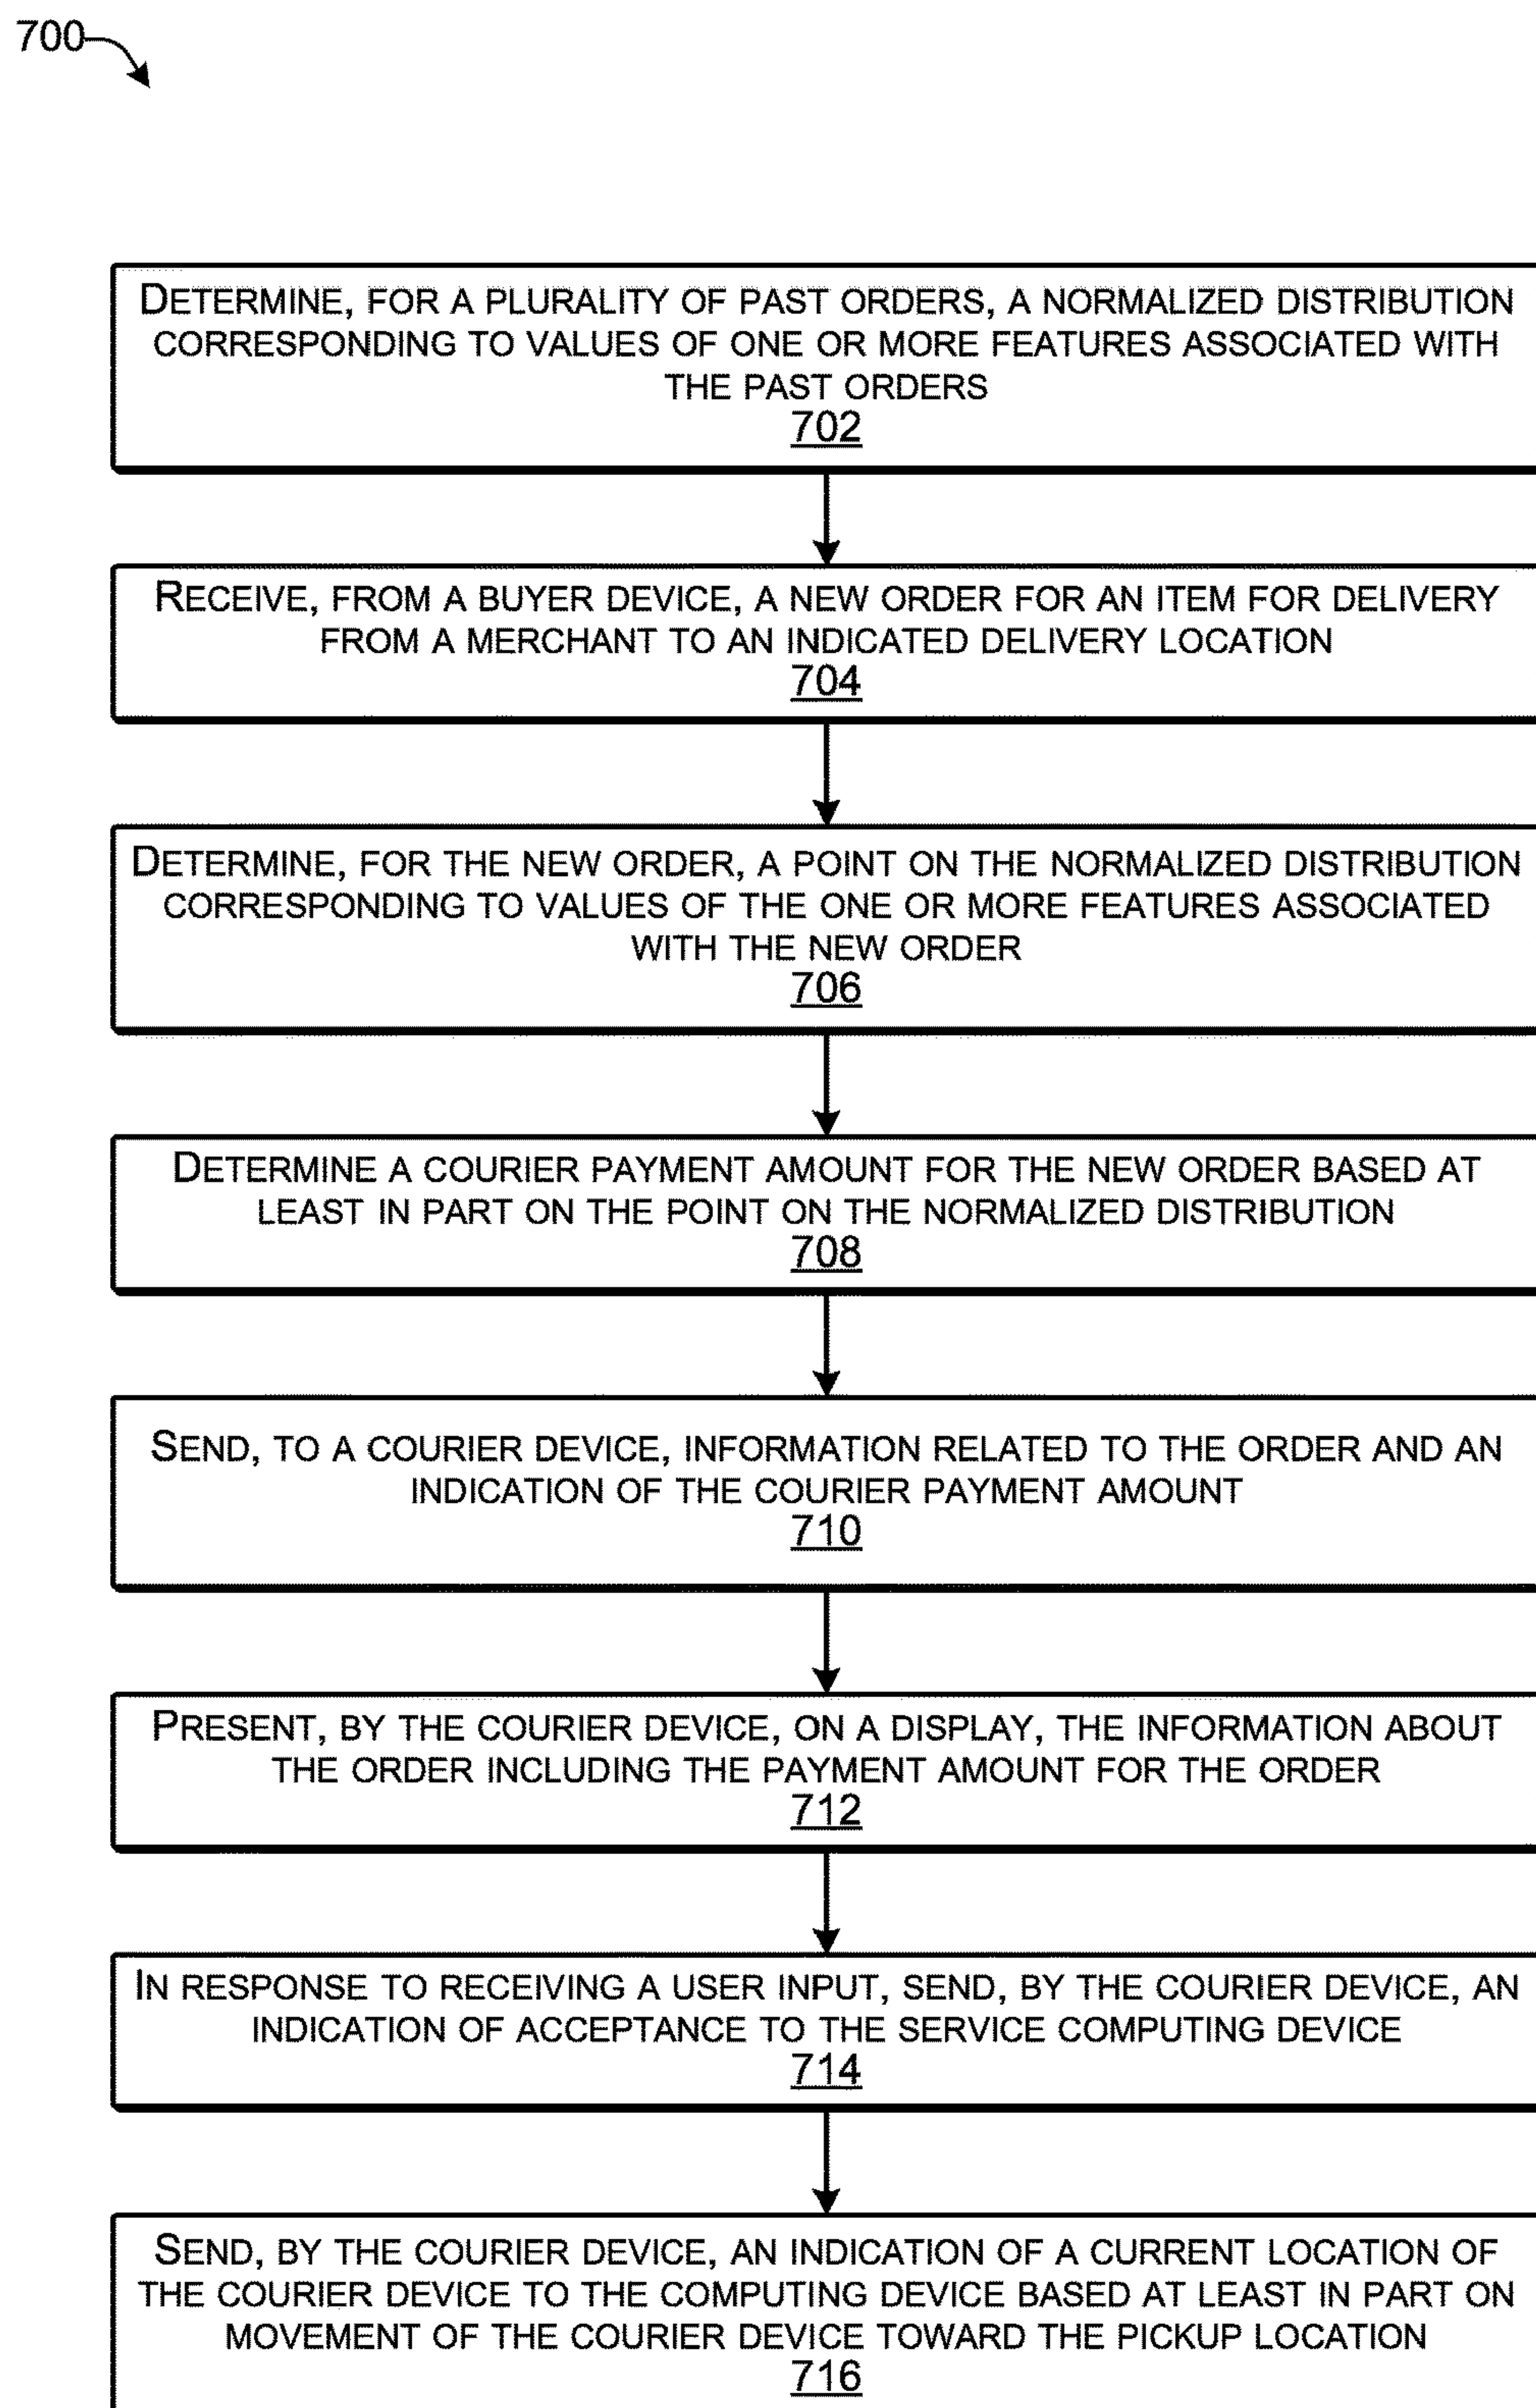 700
DETERMINE, FOR A PLURALITY OF PAST ORDERS, A NORMALIZED DISTRIBUTION
CORRESPONDING TO VALUES OF ONE OR MORE FEATURES ASSOCIATED WITH
THE PAST ORDERS
702
RECEIVE, FROM A BUYER DEVICE, A NEW ORDER FOR AN ITEM FOR DELIVERY
FROM A MERCHANT TO AN INDICATED DELIVERY LOCATION
704
DETERMINE, FOR THE NEW ORDER, A POINT ON THE NORMALIZED DISTRIBUTION
CORRESPONDING TO VALUES OF THE ONE OR MORE FEATURES ASSOCIATED
WITH THE NEW ORDER
706
DETERMINE A COURIER PAYMENT AMOUNT FOR THE NEW ORDER BASED AT
LEAST IN PART ON THE POINT ON THE NORMALIZED DISTRIBUTION
708
SEND, TO A COURIER DEVICE, INFORMATION RELATED TO THE ORDER AND AN
INDICATION OF THE COURIER PAYMENT AMOUNT
710
PRESENT, BY THE COURIER DEVICE, ON A DISPLAY, THE INFORMATION ABOUT
THE ORDER INCLUDING THE PAYMENT AMOUNT FOR THE ORDER
712
IN RESPONSE TO RECEIVING A USER INPUT, SEND, BY THE COURIER DEVICE, AN
INDICATION OF ACCEPTANCE TO THE SERVICE COMPUTING DEVICE
714
SEND, BY THE COURIER DEVICE, AN INDICATION OF A CURRENT LOCATION OF
THE COURIER DEVICE TO THE COMPUTING DEVICE BASED AT LEAST IN PART ON
MOVEMENT OF THE COURIER DEVICE TOWARD THE PICKUP LOCATION
716